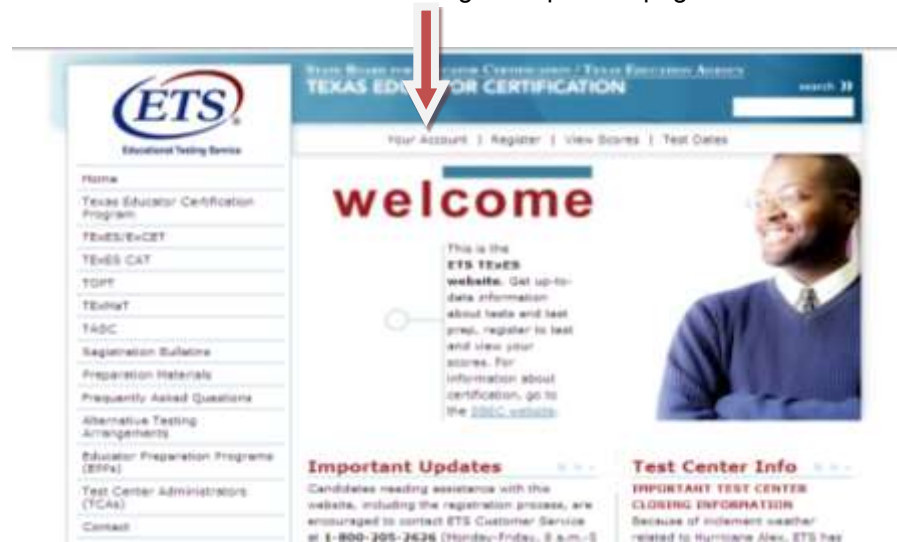 ETS
Educational Testing Service
TEXAS EDUCATOR CERTIFICATION
search
Your Account | Register | View Scores | Test Dates
Home
Texas Educator Certification
Program
TExES/ExCET
TExES CAT
TOPT
TExMaT
TASC
Registration Bulletins
Preparation Materials
Frequently Asked Questions
Alternative Testing
Arrangements
Educator Preparation Programs
(EPPs)
Test Center Administrators
(TCAs)
Contact
welcome
This is the
ETS TExES
website. Get up-to-
date information
about tests and test
prep, register to test
and view your
scores. For
information about
certification, go to
the SBEC website.
Important Updates
Candidates needing assistance with this
website, including the registration process, are
encouraged to contact ETS Customer Service
at 1-800-205-2626 (Monday-Friday, 8 a.m.-5
Test Center Info
IMPORTANT TEST CENTER
CLOSING INFORMATION
Because of inclement weather
related to Hurricane Alex, ETS has